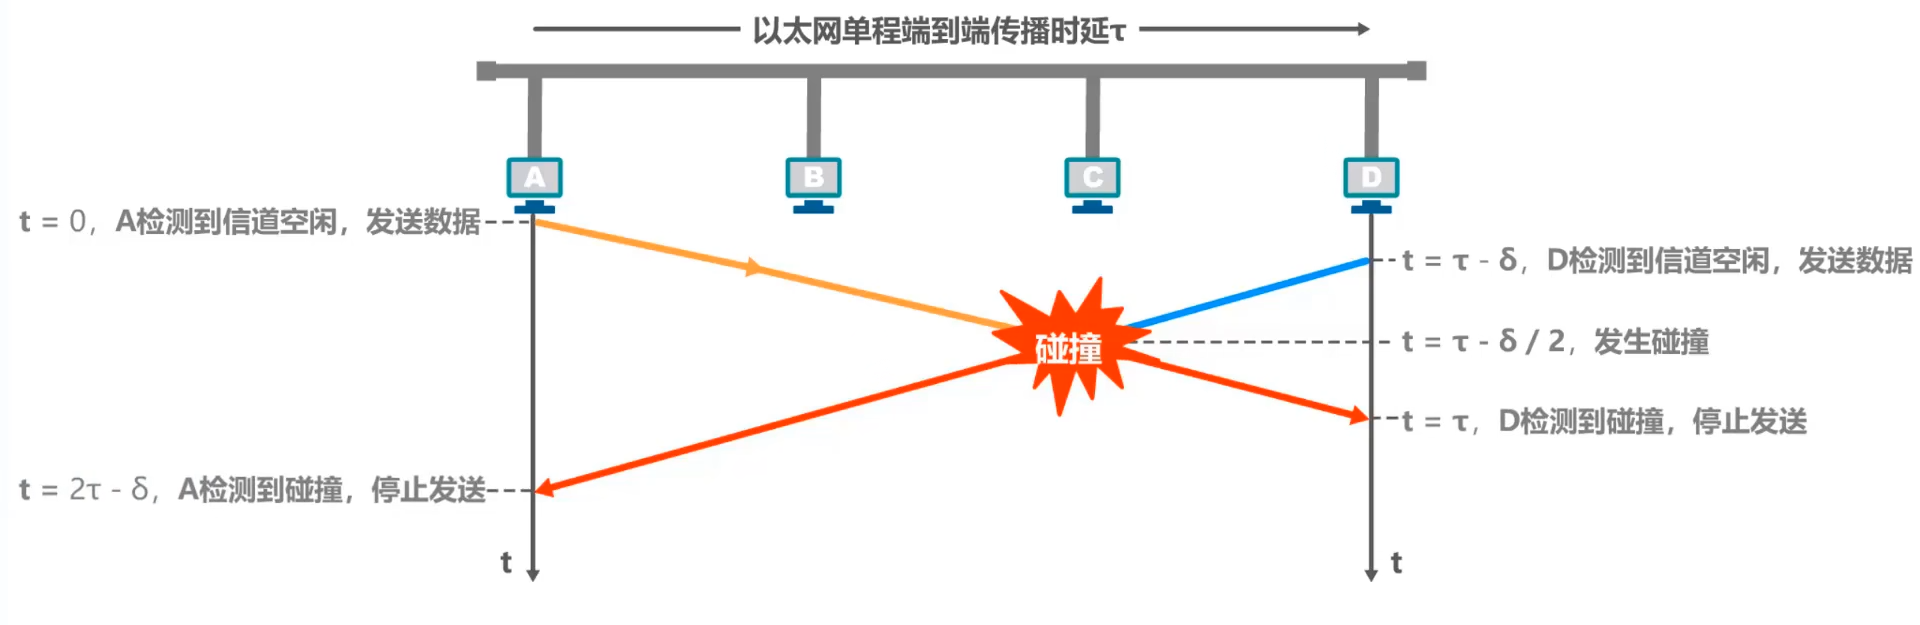 以太网单程端到端传播时延τ
A
B
C
D
t = 0，A检测到信道空闲，发送数据
t = τ - δ，D检测到信道空闲，发送数据
碰撞
t = τ - δ / 2，发生碰撞
t = τ，D检测到碰撞，停止发送
t = 2τ - δ，A检测到碰撞，停止发送
t
t